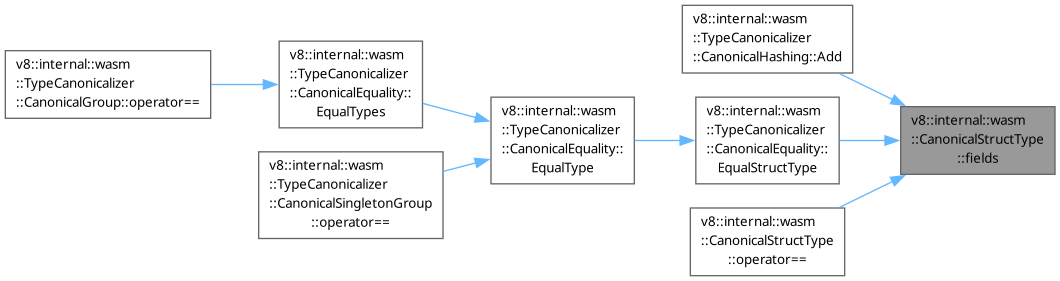 v8::internal::wasm
::TypeCanonicalizer
::CanonicalGroup::operator==
v8::internal::wasm
::TypeCanonicalizer
::CanonicalEquality::
EqualTypes
v8::internal::wasm
::TypeCanonicalizer
::CanonicalSingletonGroup
::operator==
v8::internal::wasm
::TypeCanonicalizer
::CanonicalEquality::
EqualType
v8::internal::wasm
::TypeCanonicalizer
::CanonicalHashing::Add
v8::internal::wasm
::TypeCanonicalizer
::CanonicalEquality::
EqualStructType
v8::internal::wasm
::CanonicalStructType
::operator==
v8::internal::wasm
::CanonicalStructType
::fields